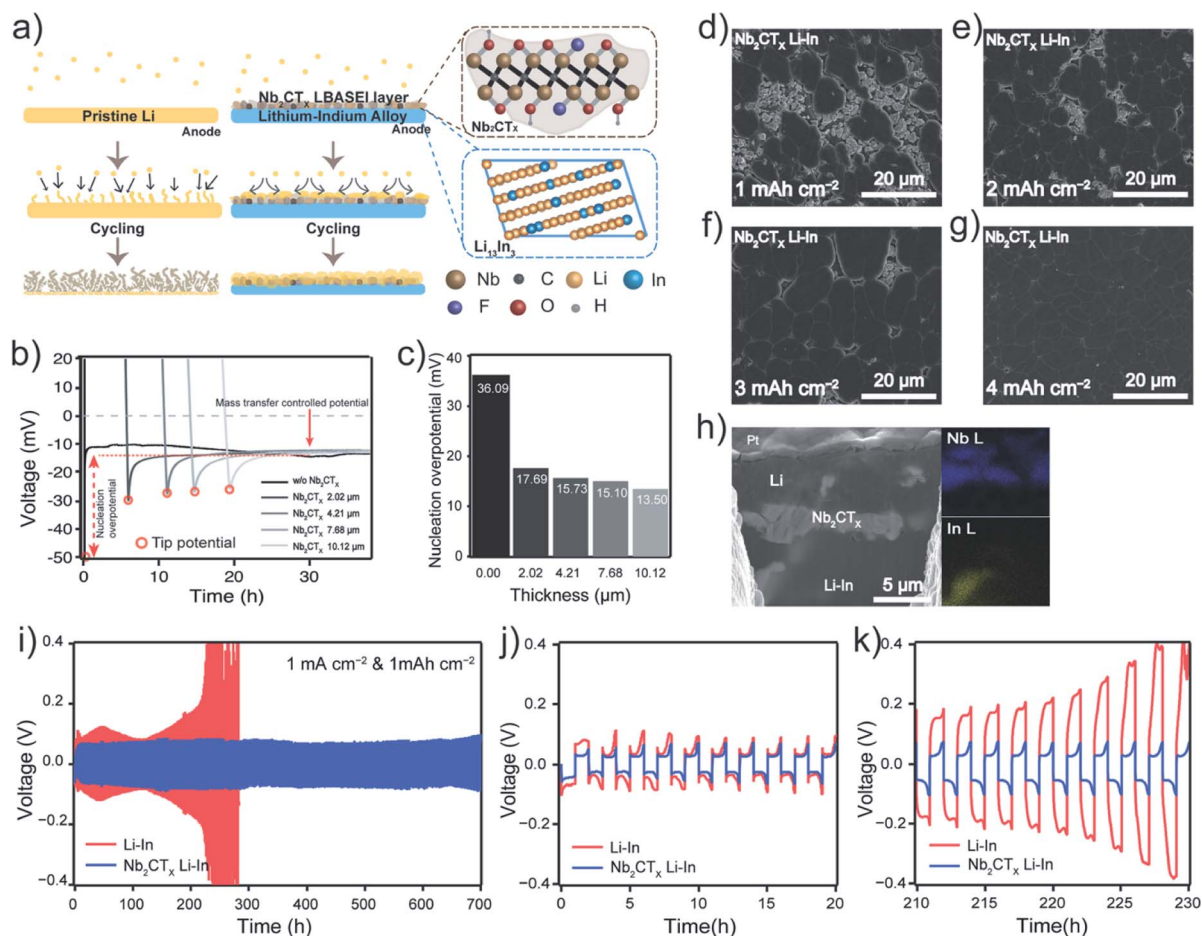 a)
Pristine Li
Anode
Cycling
Nb₂CTₓ LBASEI layer
Lithium-Indium Alloy
Anode
Cycling
Nb₂CTₓ
Li₁₃In₃
Nb C Li In
F O H
b)
Voltage (mV)
20
10
0
−10
−20
−30
−40
−50
Mass transfer controlled potential
Nucleation
overpotential
w/o Nb₂CTₓ
Nb₂CTₓ 2.02 µm
Nb₂CTₓ 4.21 µm
Nb₂CTₓ 7.68 µm
Nb₂CTₓ 10.12 µm
Tip potential
0 10 20 30
Time (h)
c)
Nucleation overpotential (mV)
40
30
20
10
0
36.09
17.69
15.73
15.10
13.50
0.00 2.02 4.21 7.68 10.12
Thickness (µm)
d)
Nb₂CTₓ Li-In
1 mAh cm⁻²
20 µm
e)
Nb₂CTₓ Li-In
2 mAh cm⁻²
20 µm
f)
Nb₂CTₓ Li-In
3 mAh cm⁻²
20 µm
g)
Nb₂CTₓ Li-In
4 mAh cm⁻²
20 µm
h)
Pt
Li
Nb₂CTₓ
Li-In
5 µm
Nb L
In L
i)
Voltage (V)
0.4
0.2
0.0
−0.2
−0.4
1 mA cm⁻² & 1mAh cm⁻²
Li-In
Nb₂CTₓ Li-In
0 100 200 300 400 500 600 700
Time (h)
j)
Voltage (V)
0.4
0.2
0.0
−0.2
−0.4
Li-In
Nb₂CTₓ Li-In
0 5 10 15 20
Time(h)
k)
Voltage (V)
0.4
0.2
0.0
−0.2
−0.4
Li-In
Nb₂CTₓ Li-In
210 215 220 225 230
Time(h)